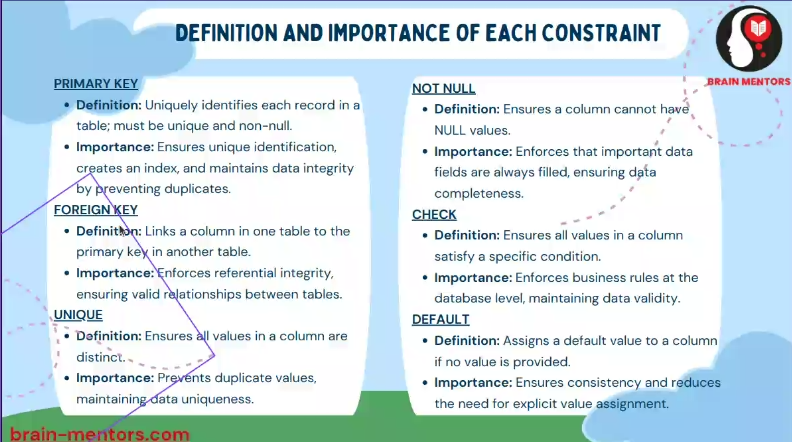 DEFINITION AND IMPORTANCE OF EACH CONSTRAINT
BRAIN MENTORS
PRIMARY KEY
• Definition: Uniquely identifies each record in a
table; must be unique and non-null.
• Importance: Ensures unique identification,
creates an index, and maintains data integrity
by preventing duplicates.
FOREIGN KEY
• Definition: Links a column in one table to the
primary key in another table.
• Importance: Enforces referential integrity,
ensuring valid relationships between tables.
UNIQUE
• Definition: Ensures all values in a column are
distinct.
• Importance: Prevents duplicate values,
maintaining data uniqueness.
NOT NULL
• Definition: Ensures a column cannot have
NULL values.
• Importance: Enforces that important data
fields are always filled, ensuring data
completeness.
CHECK
• Definition: Ensures all values in a column
satisfy a specific condition.
• Importance: Enforces business rules at the
database level, maintaining data validity.
DEFAULT
• Definition: Assigns a default value to a column
if no value is provided.
• Importance: Ensures consistency and reduces
the need for explicit value assignment.
brain-mentors.com